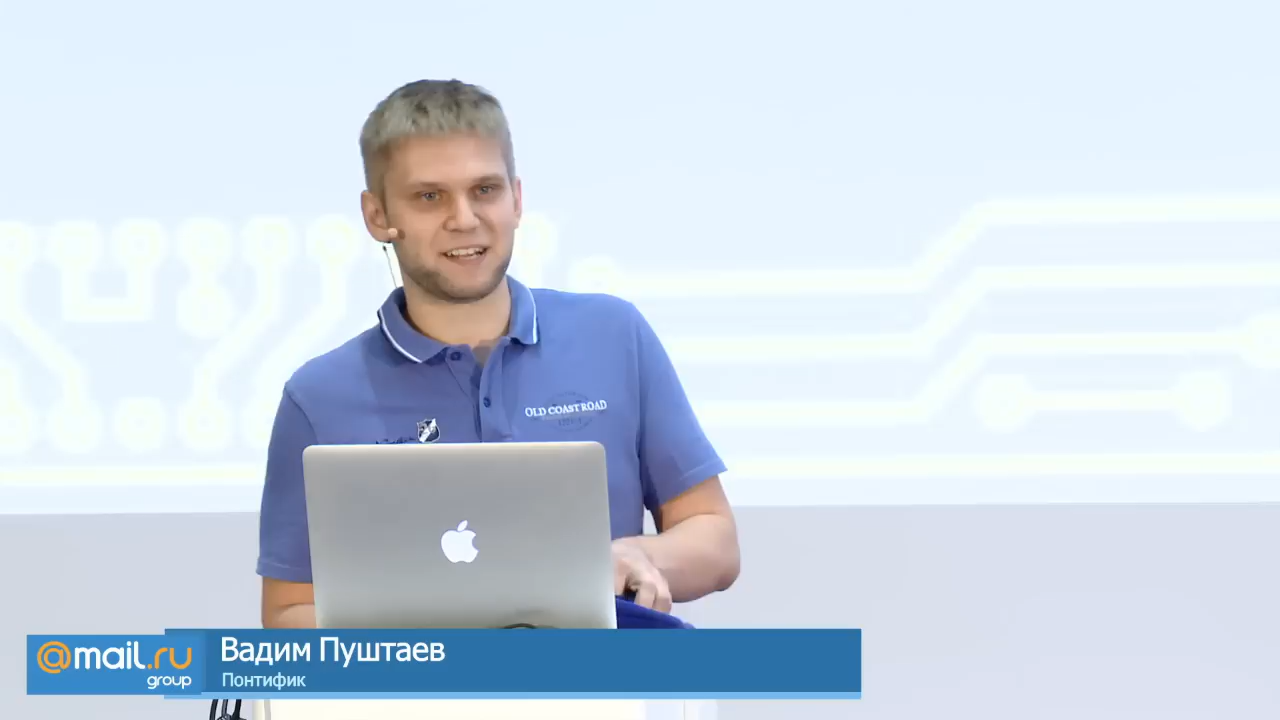 OLD COAST ROAD
@mail.ru
group
Вадим Пуштаев
Понтифик